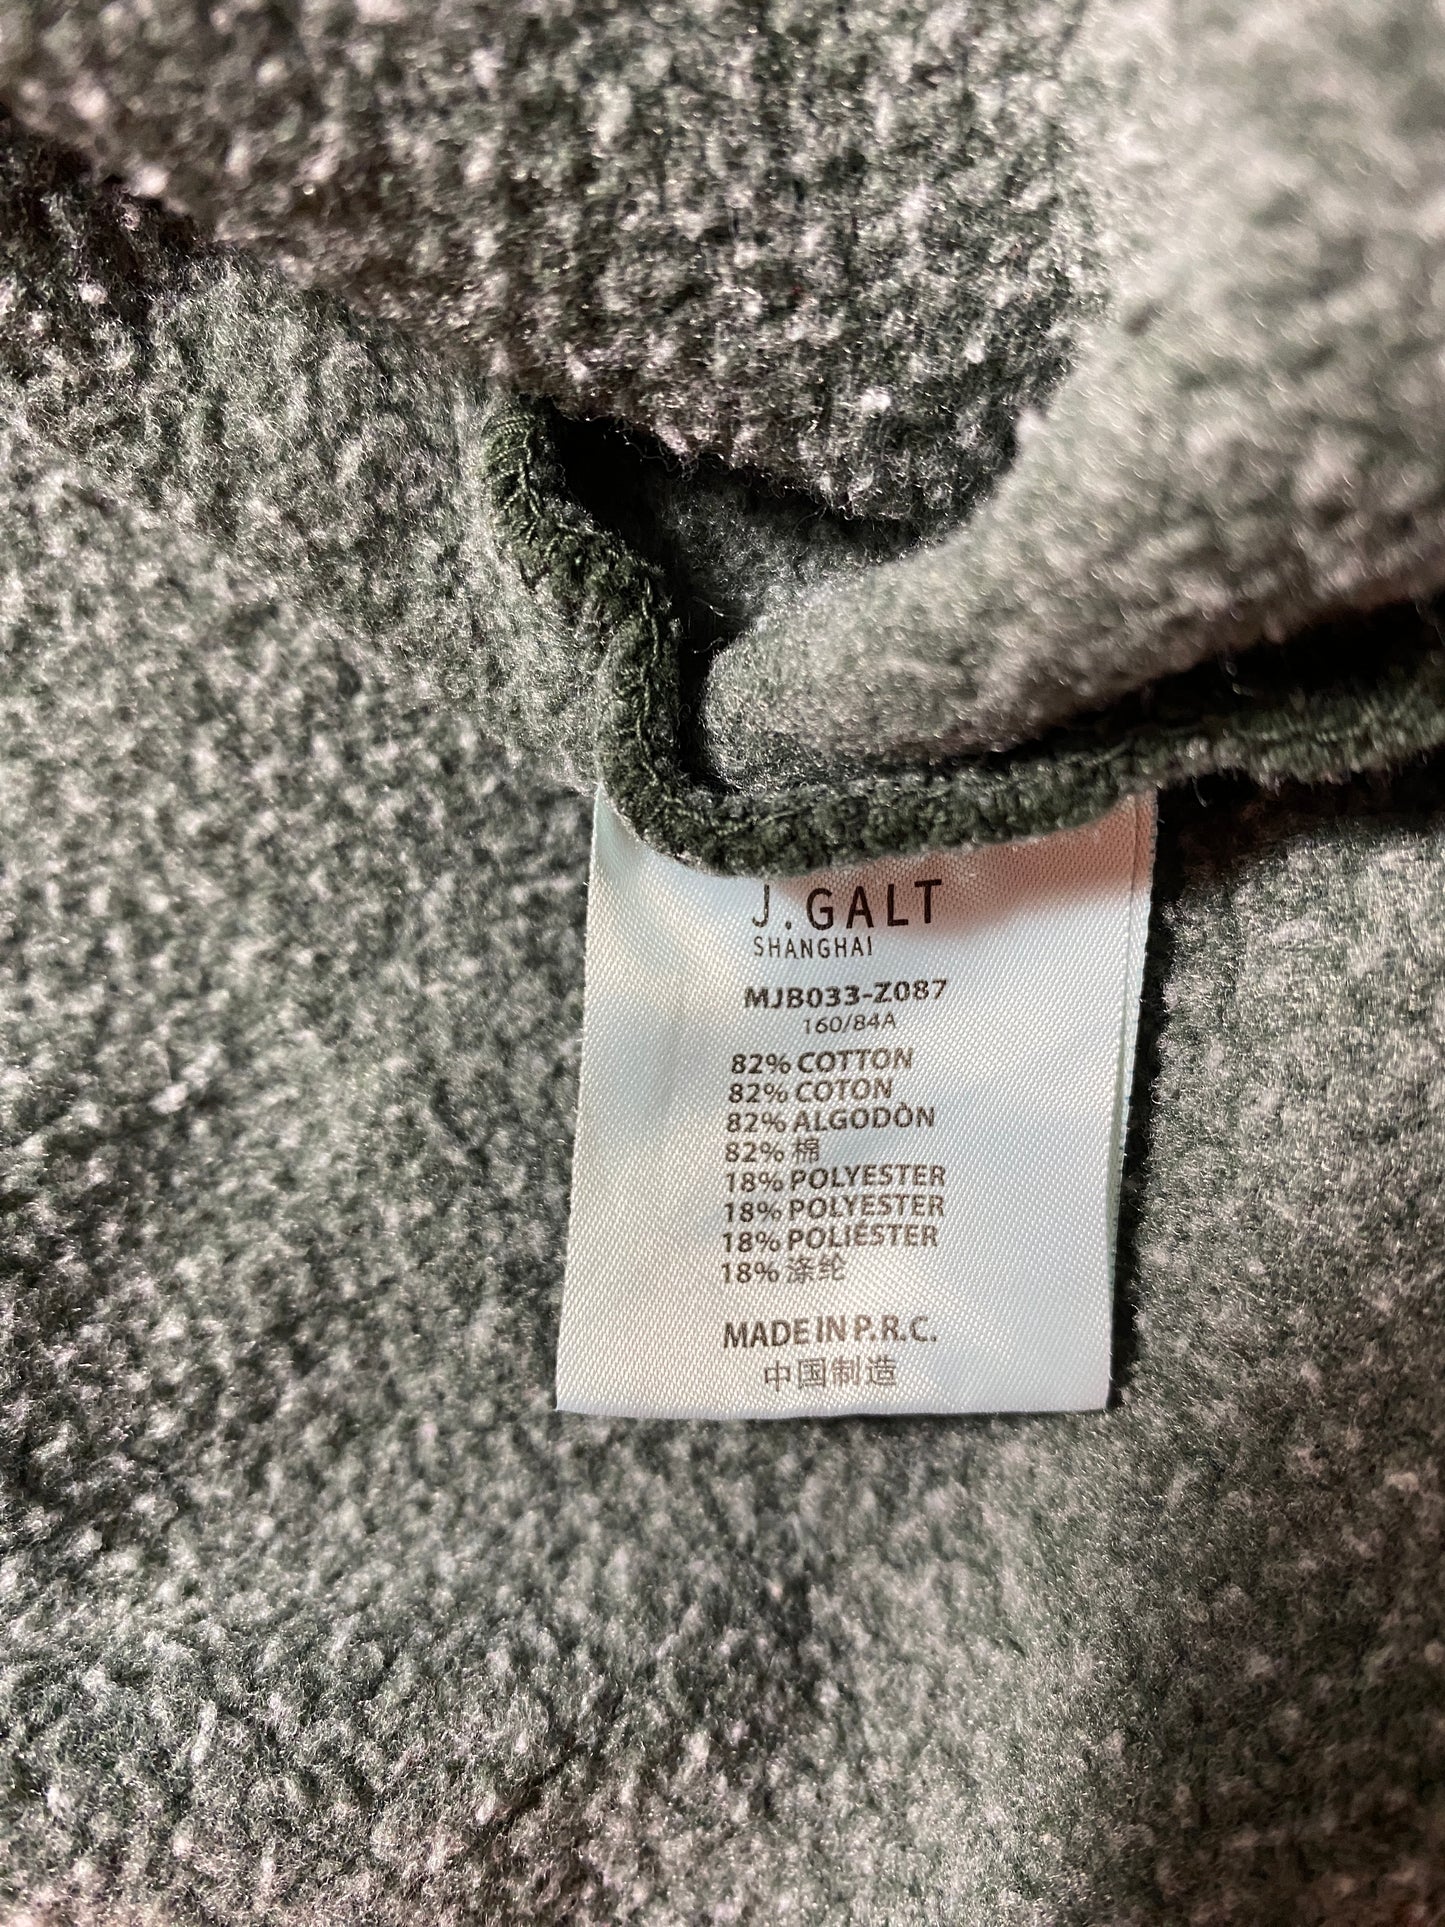 J.GALT
SHANGHAI
MJB033-Z087
160/84A
82% COTTON
82% COTON
82% ALGODÒN
82% 棉
18% POLYESTER
18% POLYESTER
18% POLIÉSTER
18% 涤纶
MADE IN P.R.C.
中国制造